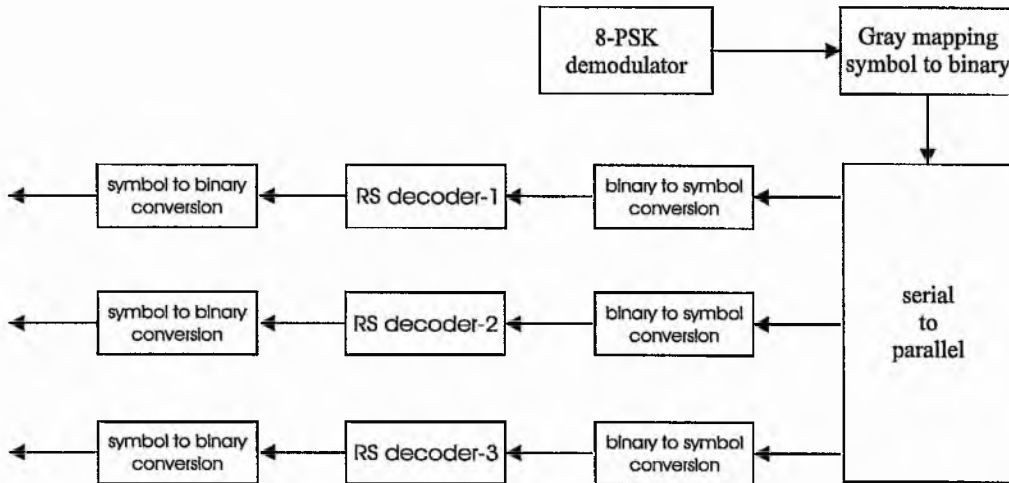 8-PSK
demodulator
Gray mapping
symbol to binary
symbol to binary
conversion
RS decoder-1
binary to symbol
conversion
symbol to binary
conversion
RS decoder-2
binary to symbol
conversion
serial
to
parallel
symbol to binary
conversion
RS decoder-3
binary to symbol
conversion